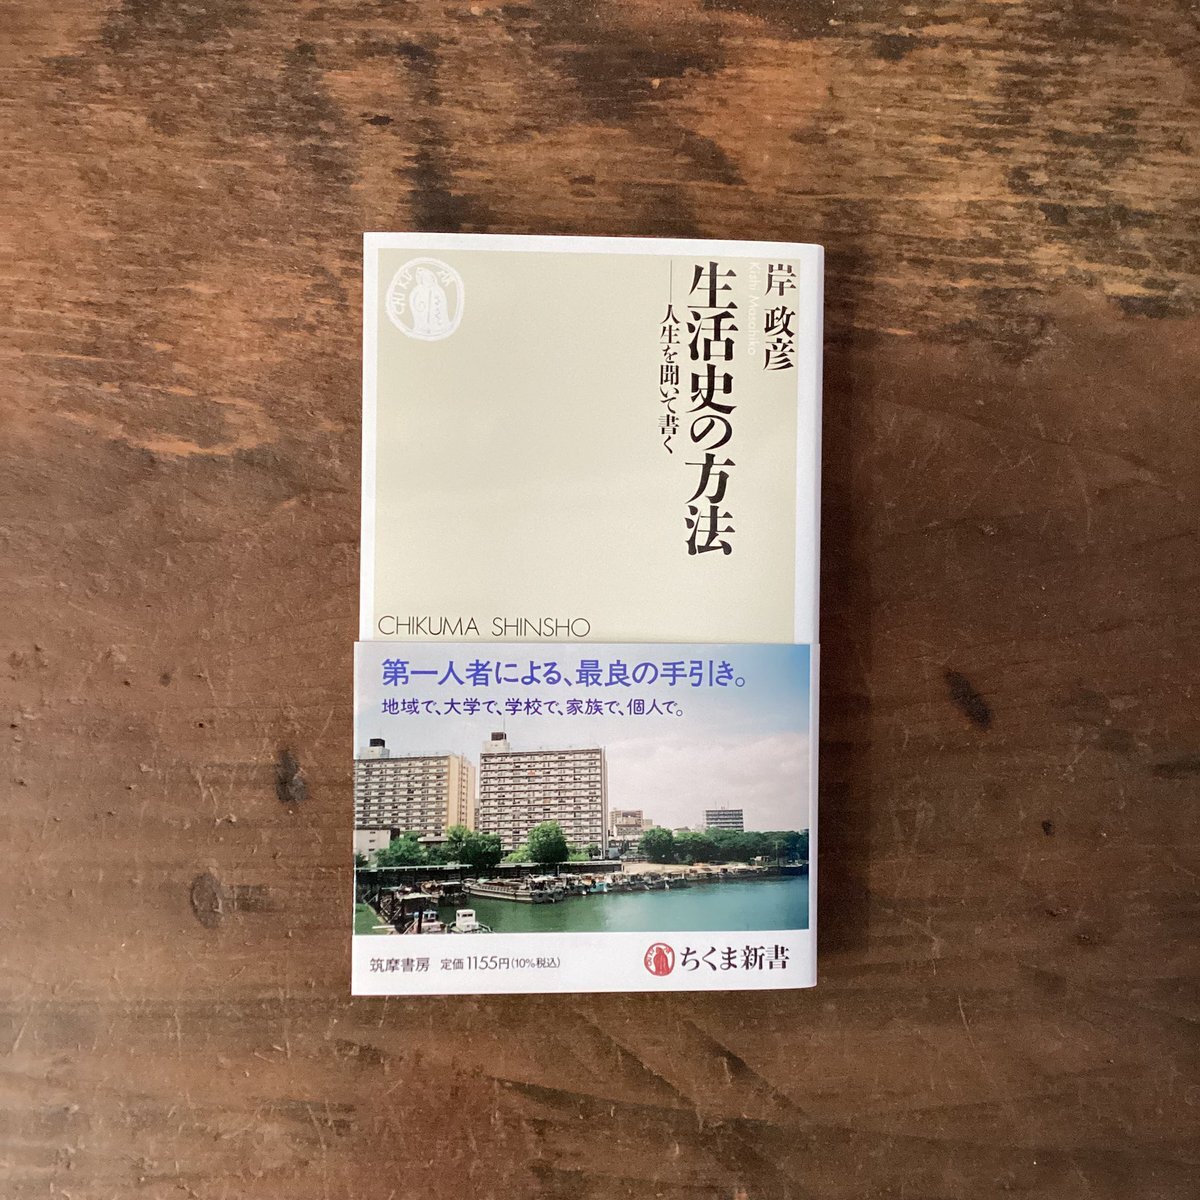 岸 政彦
Kishi Masahiko
生活史の方法
――人生を聞いて書く
CHIKUMA SHINSHO
第一人者による、最良の手引き。
地域で、大学で、学校で、家族で、個人で。
筑摩書房 定価1155円(10%税込)
ちくま新書